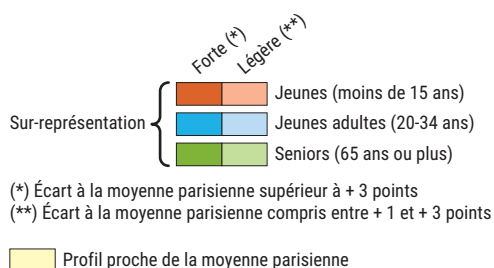 Forte (*)
Légère (**)
Jeunes (moins de 15 ans)
Sur-représentation
Jeunes adultes (20-34 ans)
Seniors (65 ans ou plus)
(*) Écart à la moyenne parisienne supérieur à + 3 points
(**) Écart à la moyenne parisienne compris entre + 1 et + 3 points
Profil proche de la moyenne parisienne